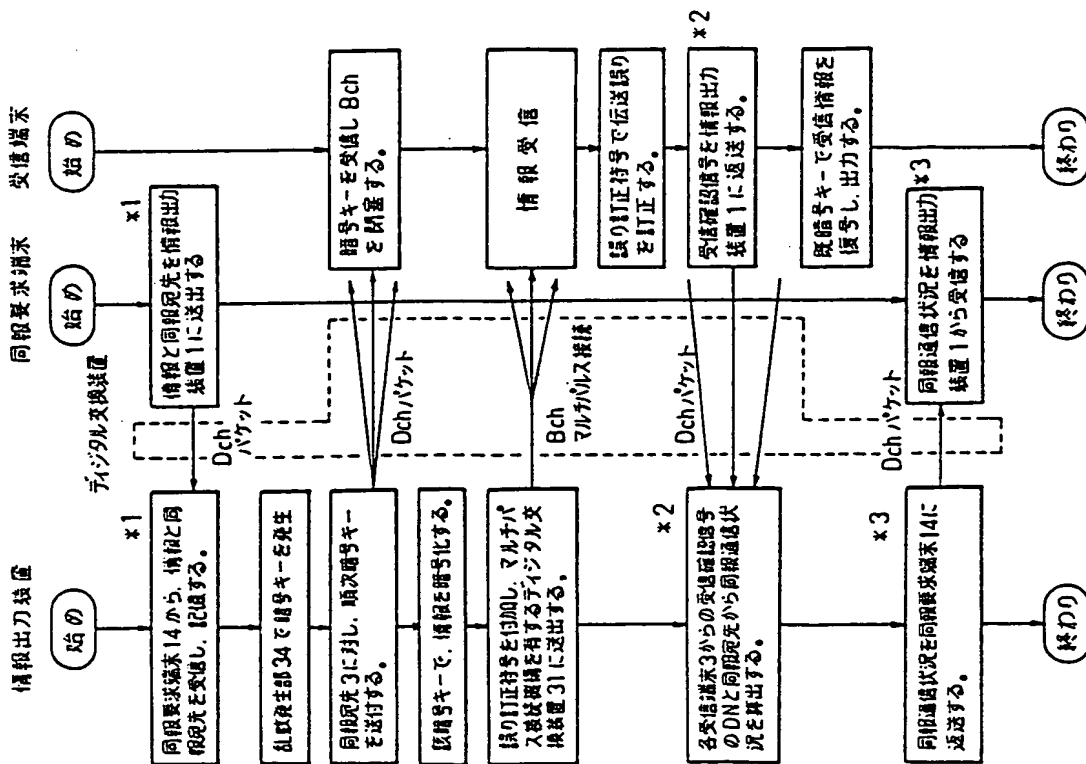 情報出力装置
ディジタル交換装置
同報要求端末
受信端末
始め
始め
始め
*1
同報要求端末14から、情報と同
報宛先を受信し、記憶する。
乱数発生部34で暗号キーを発生
同報宛先3に対し、順次暗号キー
を送付する。
該暗号キーで、情報を暗号化する。
誤り訂正符号を付加し、マルチパ
ス接続機構を有するディジタル交
換装置31に送出する。
*2
各受信端末3からの受信確認信号
のDNと同報宛先から同報通信状
況を算出する。
*3
同報通信状況を同報要求端末14に
返送する。
終わり
Dch
パケット
Dchパケット
Bch
マルチパルス接続
Dchパケット
Dchパケット
*1
情報と同報宛先を情報出力
装置1に送出する
同報通信状況を情報出力
装置1から受信する
*3
終わり
暗号キーを受信しBch
を閉塞する。
情報受信
誤り訂正符号で伝送誤り
を訂正する。
*2
受信確認信号を情報出力
装置1に返送する。
既暗号キーで受信情報を
復号し、出力する。
終わり